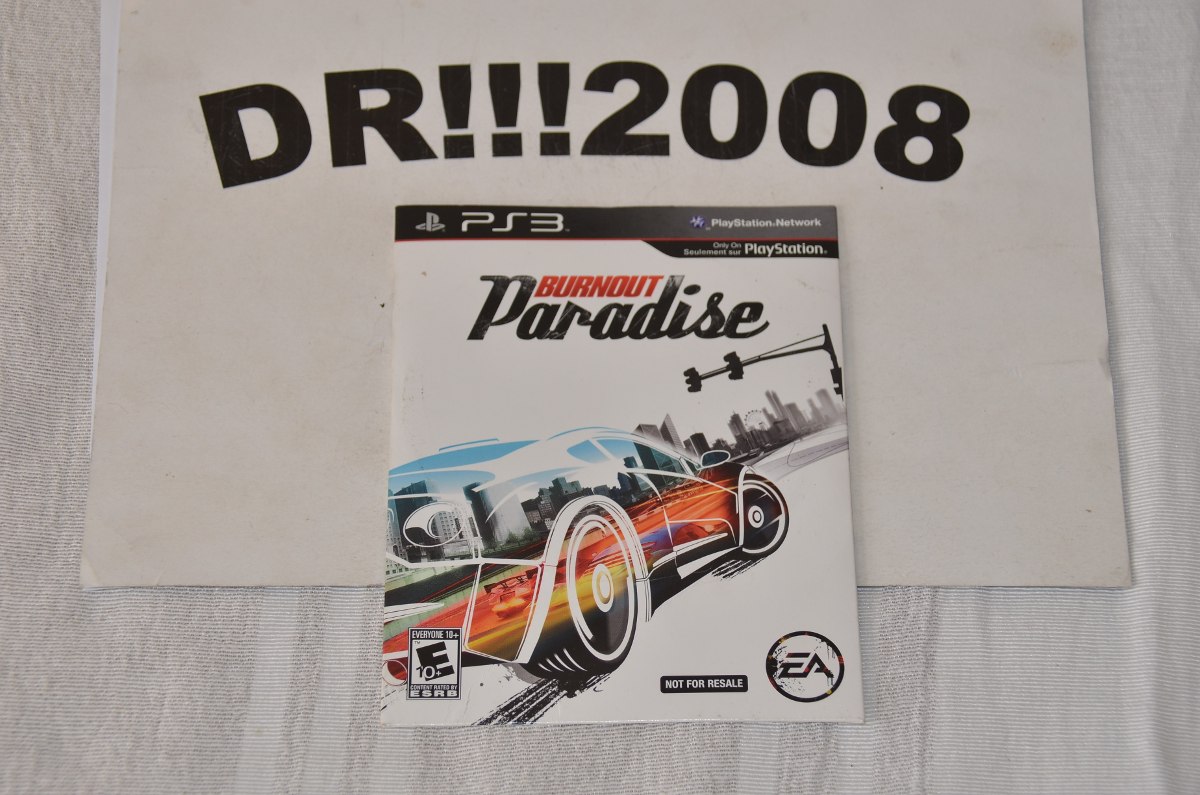 DR!!!2008
PS3 PlayStation®Network
Only On
Seulement sur PlayStation®
BURNOUT
Paradise
EVERYONE 10+
E
10+
CONTENT RATED BY
ESRB
NOT FOR RESALE
EA